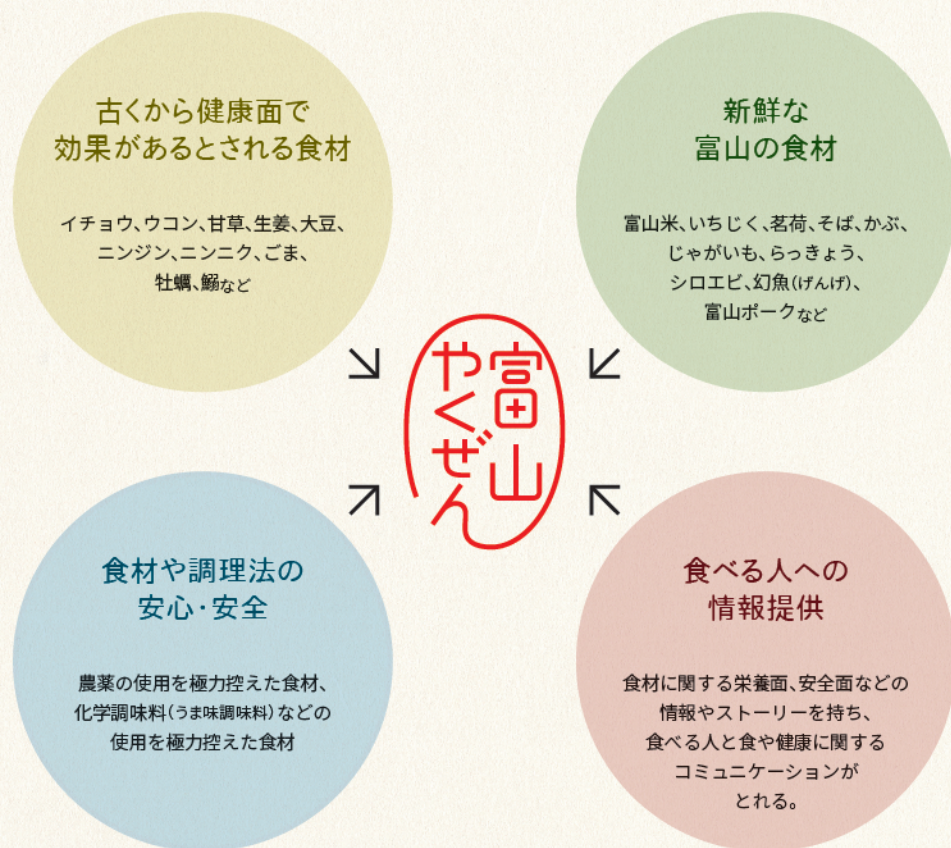 古くから健康面で
効果があるとされる食材
イチョウ、ウコン、甘草、生姜、大豆、
ニンジン、ニンニク、ごま、
牡蠣、鰯など
新鮮な
富山の食材
富山米、いちじく、茗荷、そば、かぶ、
じゃがいも、らっきょう、
シロエビ、幻魚(げんげ)、
富山ポークなど
富山
やくぜん
食材や調理法の
安心・安全
農薬の使用を極力控えた食材、
化学調味料(うま味調味料)などの
使用を極力控えた食材
食べる人への
情報提供
食材に関する栄養面、安全面などの
情報やストーリーを持ち、
食べる人と食や健康に関する
コミュニケーションが
とれる。